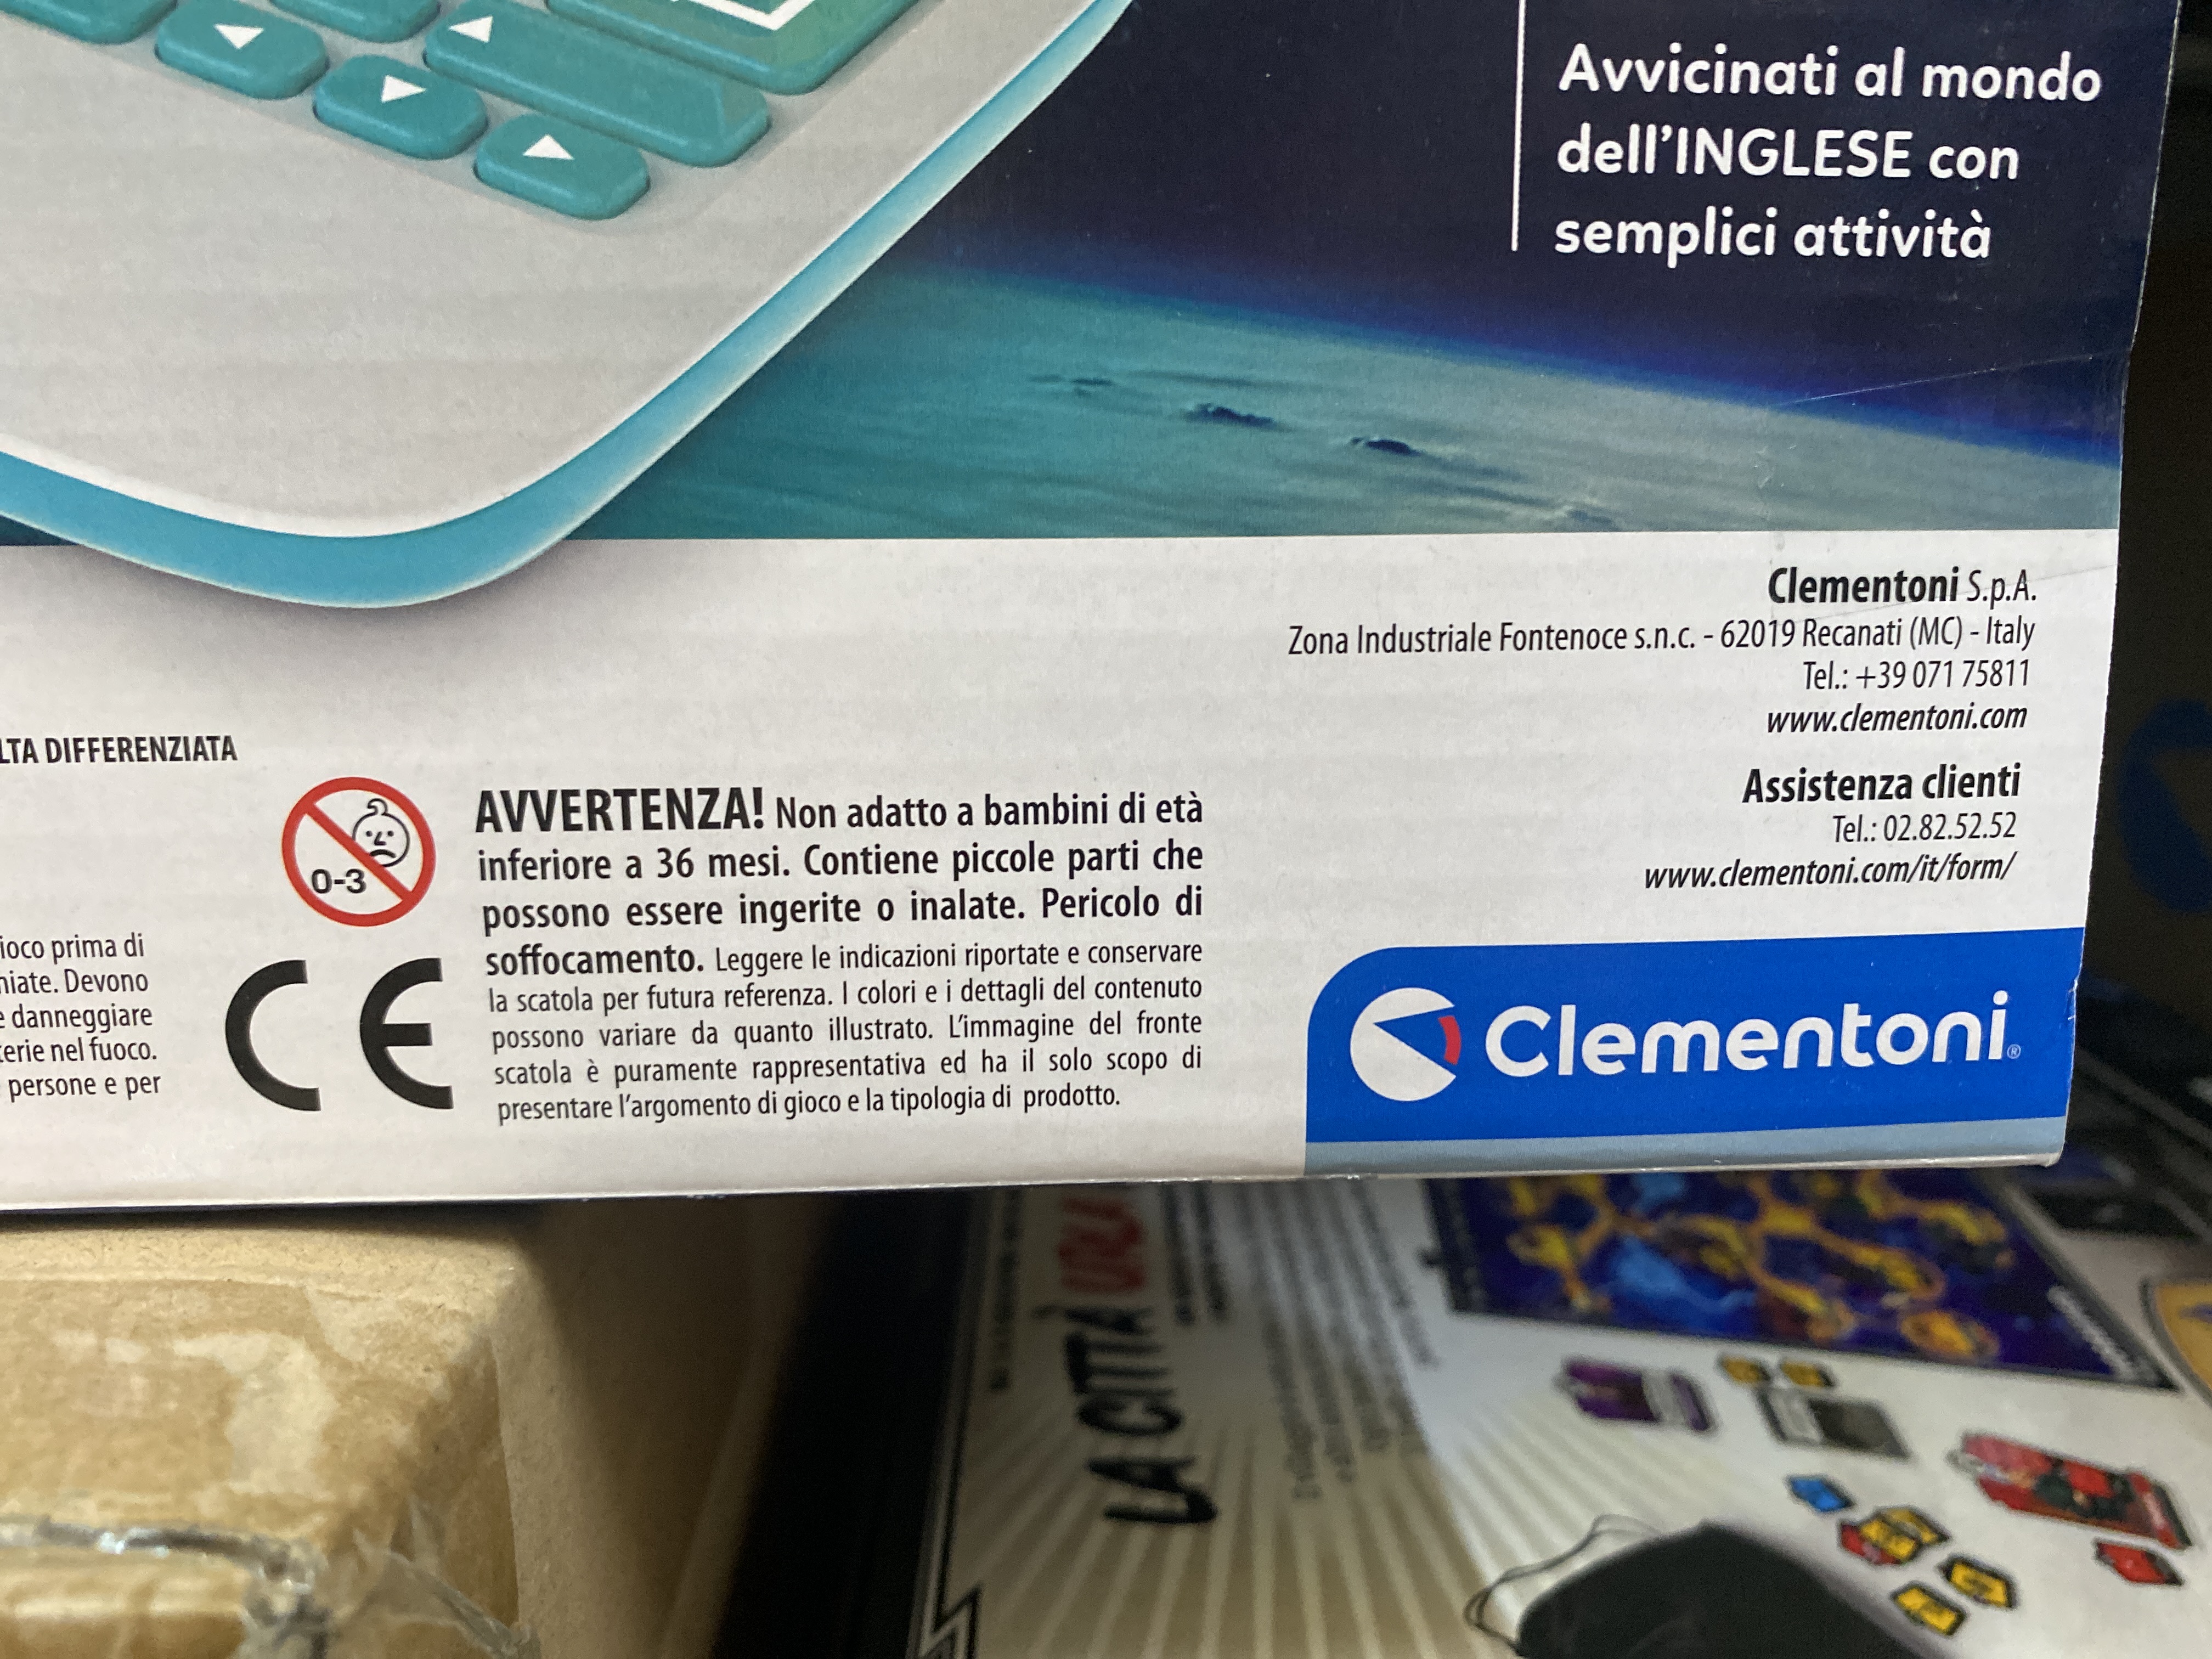 Avvicinati al mondo
dell'INGLESE con
semplici attività
Clementoni S.p.A.
Zona Industriale Fontenoce s.n.c. - 62019 Recanati (MC) - Italy
Tel.: +39 071 75811
www.clementoni.com
Assistenza clienti
Tel.: 02.82.52.52
www.clementoni.com/it/form/
LTA DIFFERENZIATA
0-3
AVVERTENZA! Non adatto a bambini di età
inferiore a 36 mesi. Contiene piccole parti che
possono essere ingerite o inalate. Pericolo di
soffocamento. Leggere le indicazioni riportate e conservare
la scatola per futura referenza. I colori e i dettagli del contenuto
possono variare da quanto illustrato. L'immagine del fronte
scatola è puramente rappresentativa ed ha il solo scopo di
presentare l'argomento di gioco e la tipologia di prodotto.
ioco prima di
niate. Devono
e danneggiare
terie nel fuoco.
persone e per
CE
Clementoni®
LA CITTÀ